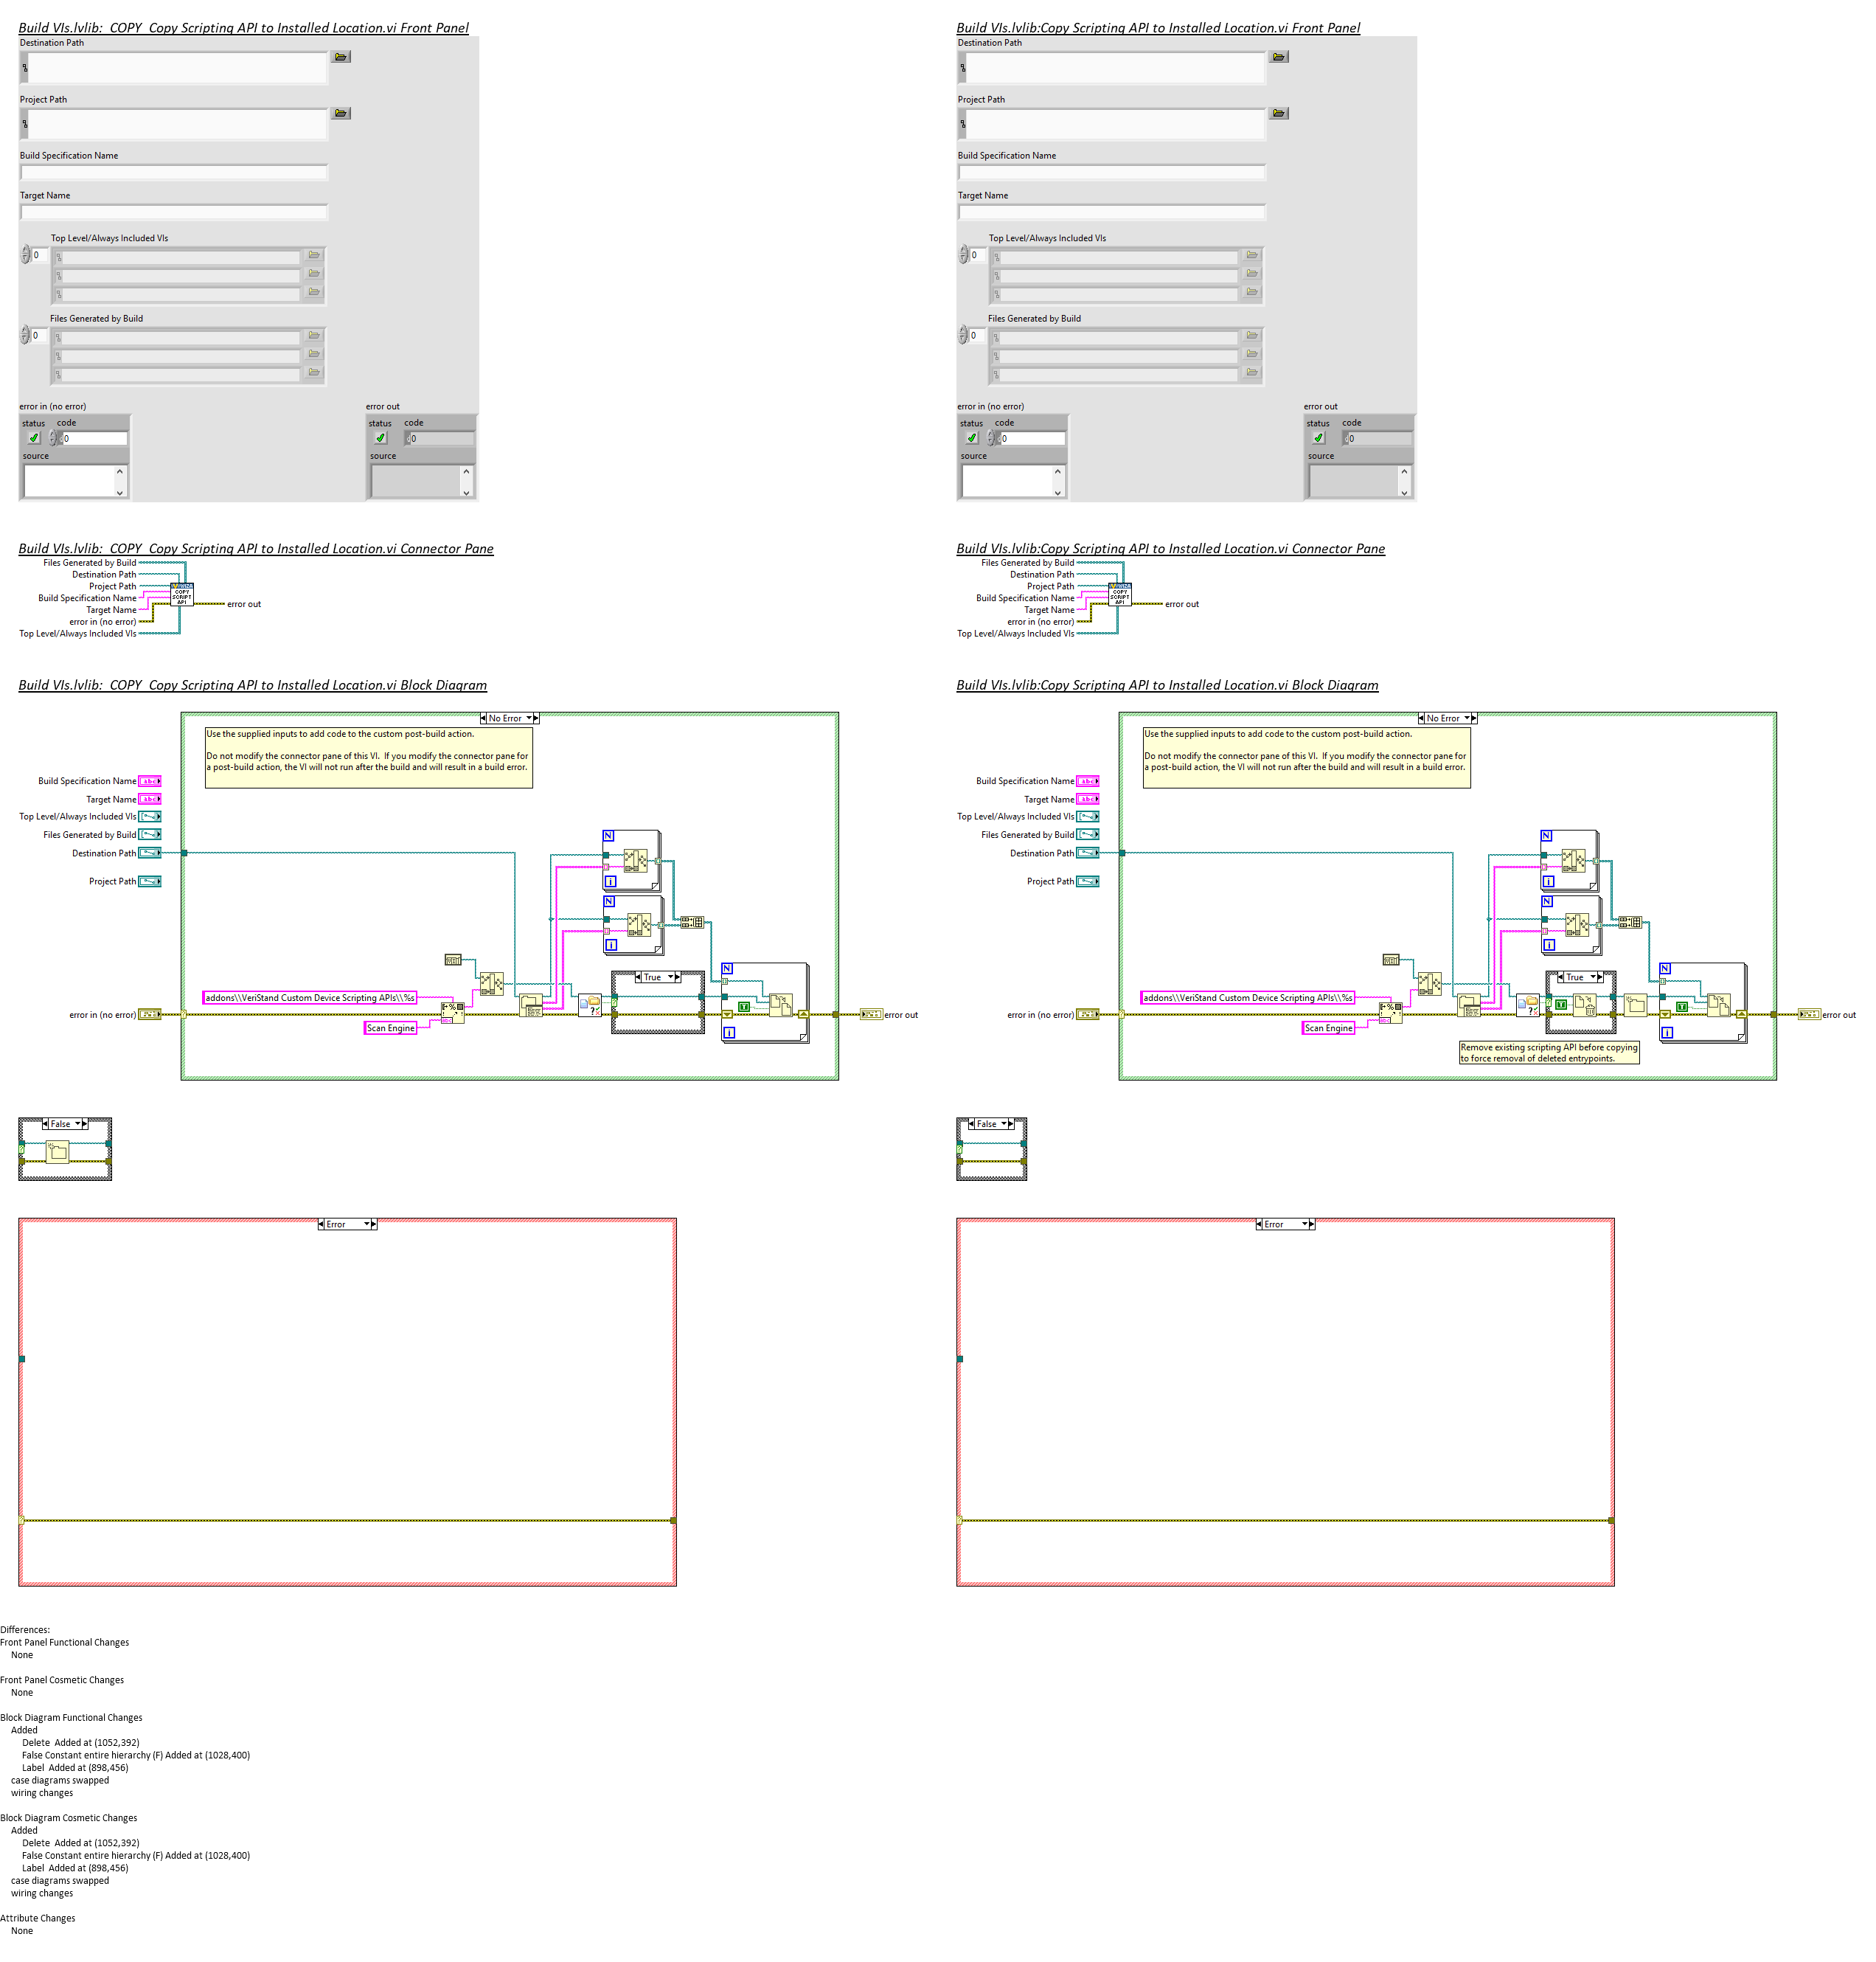 Build VIs.lvlib:  COPY  Copy Scripting API to Installed Location.vi Front Panel
Destination Path
Project Path
Build Specification Name
Target Name
Top Level/Always Included VIs
0
Files Generated by Build
0
error in (no error)
error out
status code
0
source
status code
0
source
Build VIs.lvlib:Copy Scripting API to Installed Location.vi Front Panel
Destination Path
Project Path
Build Specification Name
Target Name
Top Level/Always Included VIs
0
Files Generated by Build
0
error in (no error)
error out
status code
0
source
status code
0
source
Build VIs.lvlib:  COPY  Copy Scripting API to Installed Location.vi Connector Pane
Files Generated by Build
Destination Path
Project Path
Build Specification Name
Target Name
error in (no error)
Top Level/Always Included VIs
COPY
SCRIPT
API
error out
Build VIs.lvlib:Copy Scripting API to Installed Location.vi Connector Pane
Files Generated by Build
Destination Path
Project Path
Build Specification Name
Target Name
error in (no error)
Top Level/Always Included VIs
COPY
SCRIPT
API
error out
Build VIs.lvlib:  COPY  Copy Scripting API to Installed Location.vi Block Diagram
No Error
Use the supplied inputs to add code to the custom post-build action.
Do not modify the connector pane of this VI.  If you modify the connector pane for
a post-build action, the VI will not run after the build and will result in a build error.
Build Specification Name
abc
Target Name
abc
Top Level/Always Included VIs
Files Generated by Build
Destination Path
Project Path
N
i
N
i
True
N
T
i
addons\\VeriStand Custom Device Scripting APIs\\%s
error in (no error)
Scan Engine
error out
False
Error
Build VIs.lvlib:Copy Scripting API to Installed Location.vi Block Diagram
No Error
Use the supplied inputs to add code to the custom post-build action.
Do not modify the connector pane of this VI.  If you modify the connector pane for
a post-build action, the VI will not run after the build and will result in a build error.
Build Specification Name
abc
Target Name
abc
Top Level/Always Included VIs
Files Generated by Build
Destination Path
Project Path
N
i
N
i
True
T
N
T
i
addons\\VeriStand Custom Device Scripting APIs\\%s
error in (no error)
Scan Engine
error out
Remove existing scripting API before copying
to force removal of deleted entrypoints.
False
Error
Differences:
Front Panel Functional Changes
None
Front Panel Cosmetic Changes
None
Block Diagram Functional Changes
Added
Delete  Added at (1052,392)
False Constant entire hierarchy (F) Added at (1028,400)
Label  Added at (898,456)
case diagrams swapped
wiring changes
Block Diagram Cosmetic Changes
Added
Delete  Added at (1052,392)
False Constant entire hierarchy (F) Added at (1028,400)
Label  Added at (898,456)
case diagrams swapped
wiring changes
Attribute Changes
None